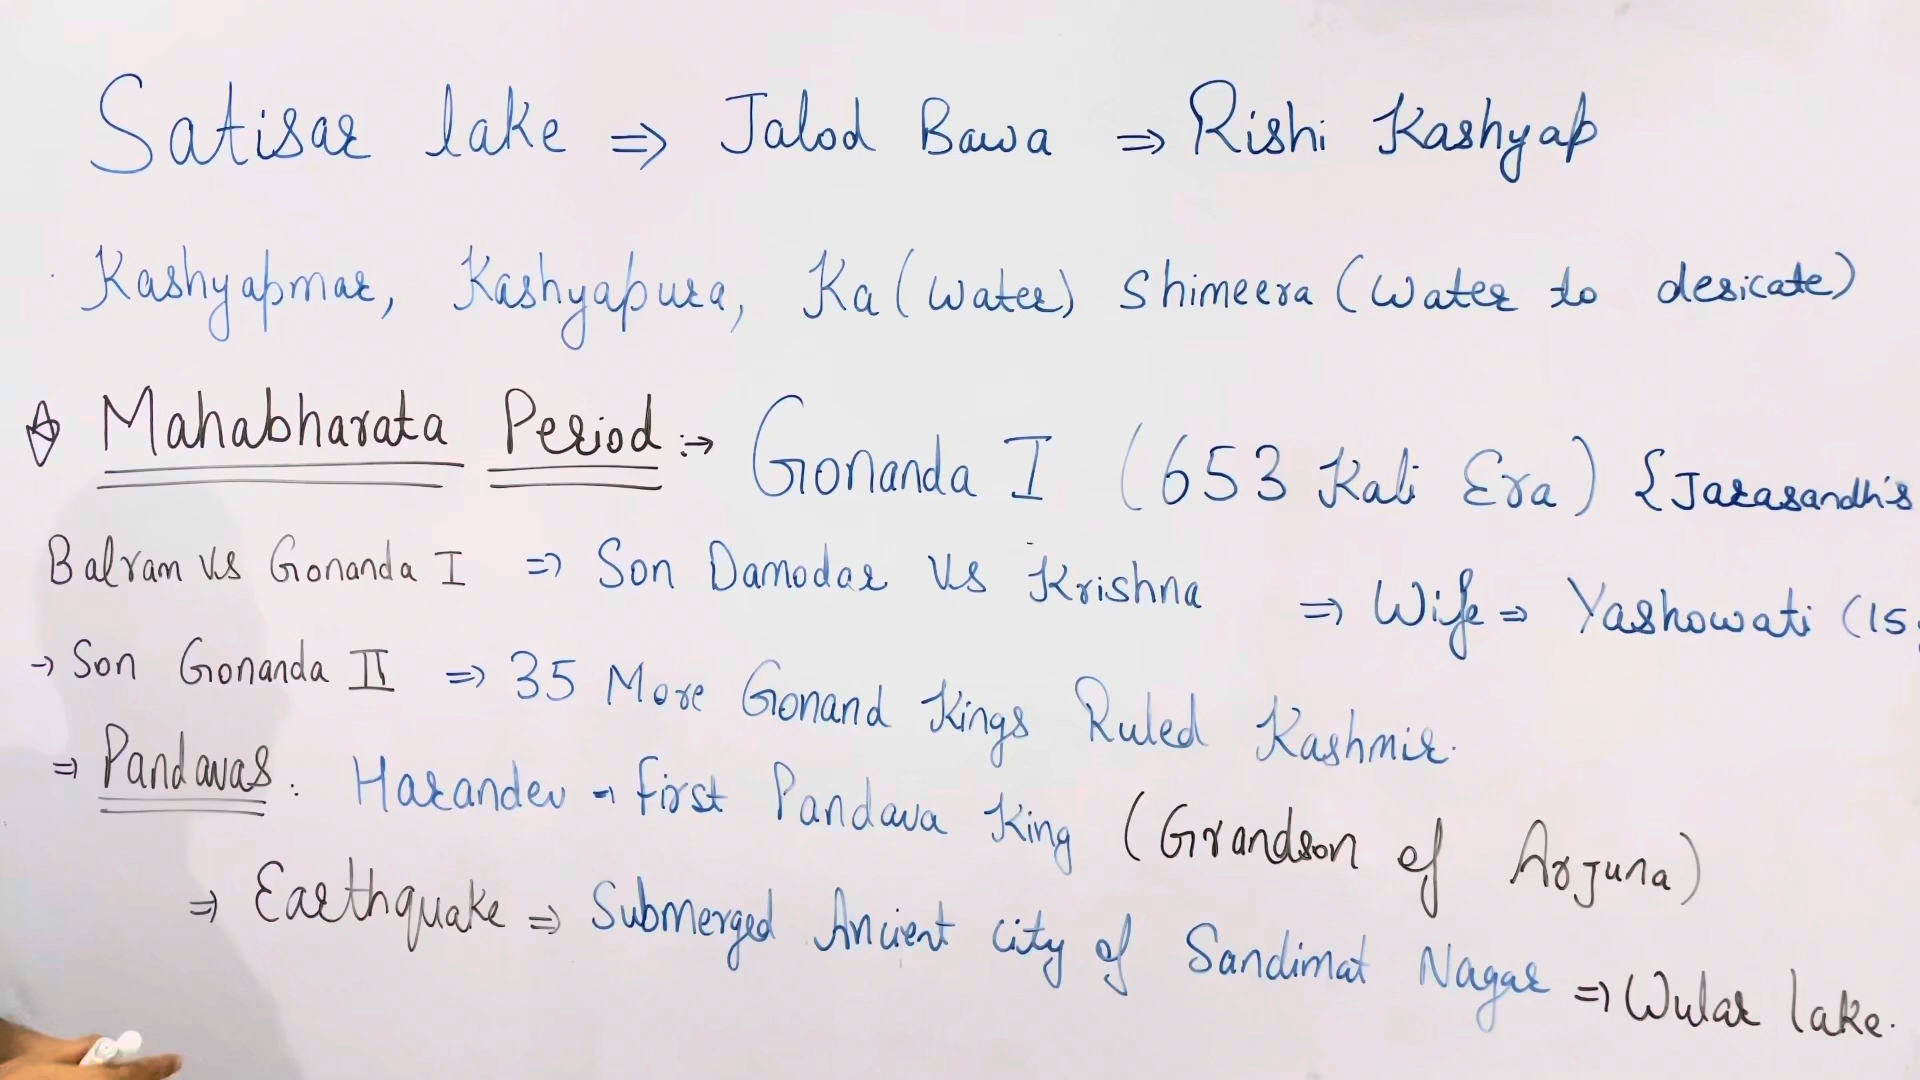 Satisar lake ⇒ Jalod Bawa ⇒ Rishi Kashyap
Kashyapmar, Kashyapura, Ka (Water) Shimeera (Water to desicate)
Mahabharata Period :→ Gonanda I (653 Kali Era) {Jarasandh's
Balram Vs Gonanda I ⇒ Son Damodar Vs Krishna ⇒ Wife ⇒ Yashowati (15
→ Son Gonanda II ⇒ 35 More Gonand Kings Ruled Kashmir.
⇒ Pandavas : Harandev → First Pandava King (Grandson of Arjuna)
⇒ Earthquake ⇒ Submerged Ancient city of Sandimat Nagar ⇒ Wular lake.